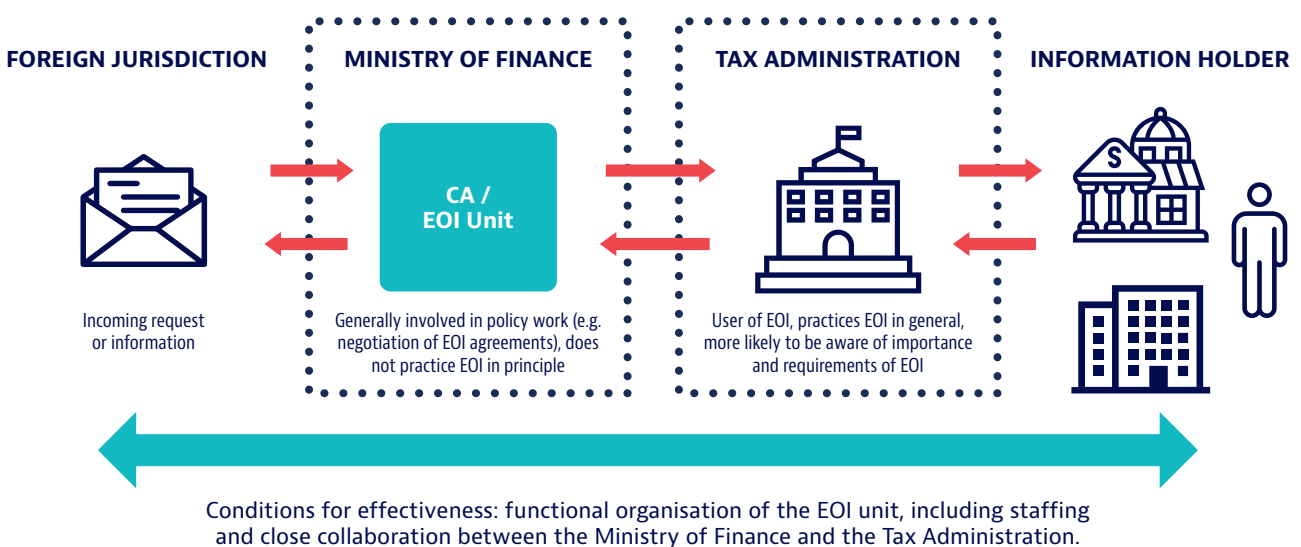 FOREIGN JURISDICTION
MINISTRY OF FINANCE
TAX ADMINISTRATION
INFORMATION HOLDER
CA /
EOI Unit
$
Incoming request
or information
Generally involved in policy work (e.g.
negotiation of EOI agreements), does
not practice EOI in principle
User of EOI, practices EOI in general,
more likely to be aware of importance
and requirements of EOI
Conditions for effectiveness: functional organisation of the EOI unit, including staffing
and close collaboration between the Ministry of Finance and the Tax Administration.